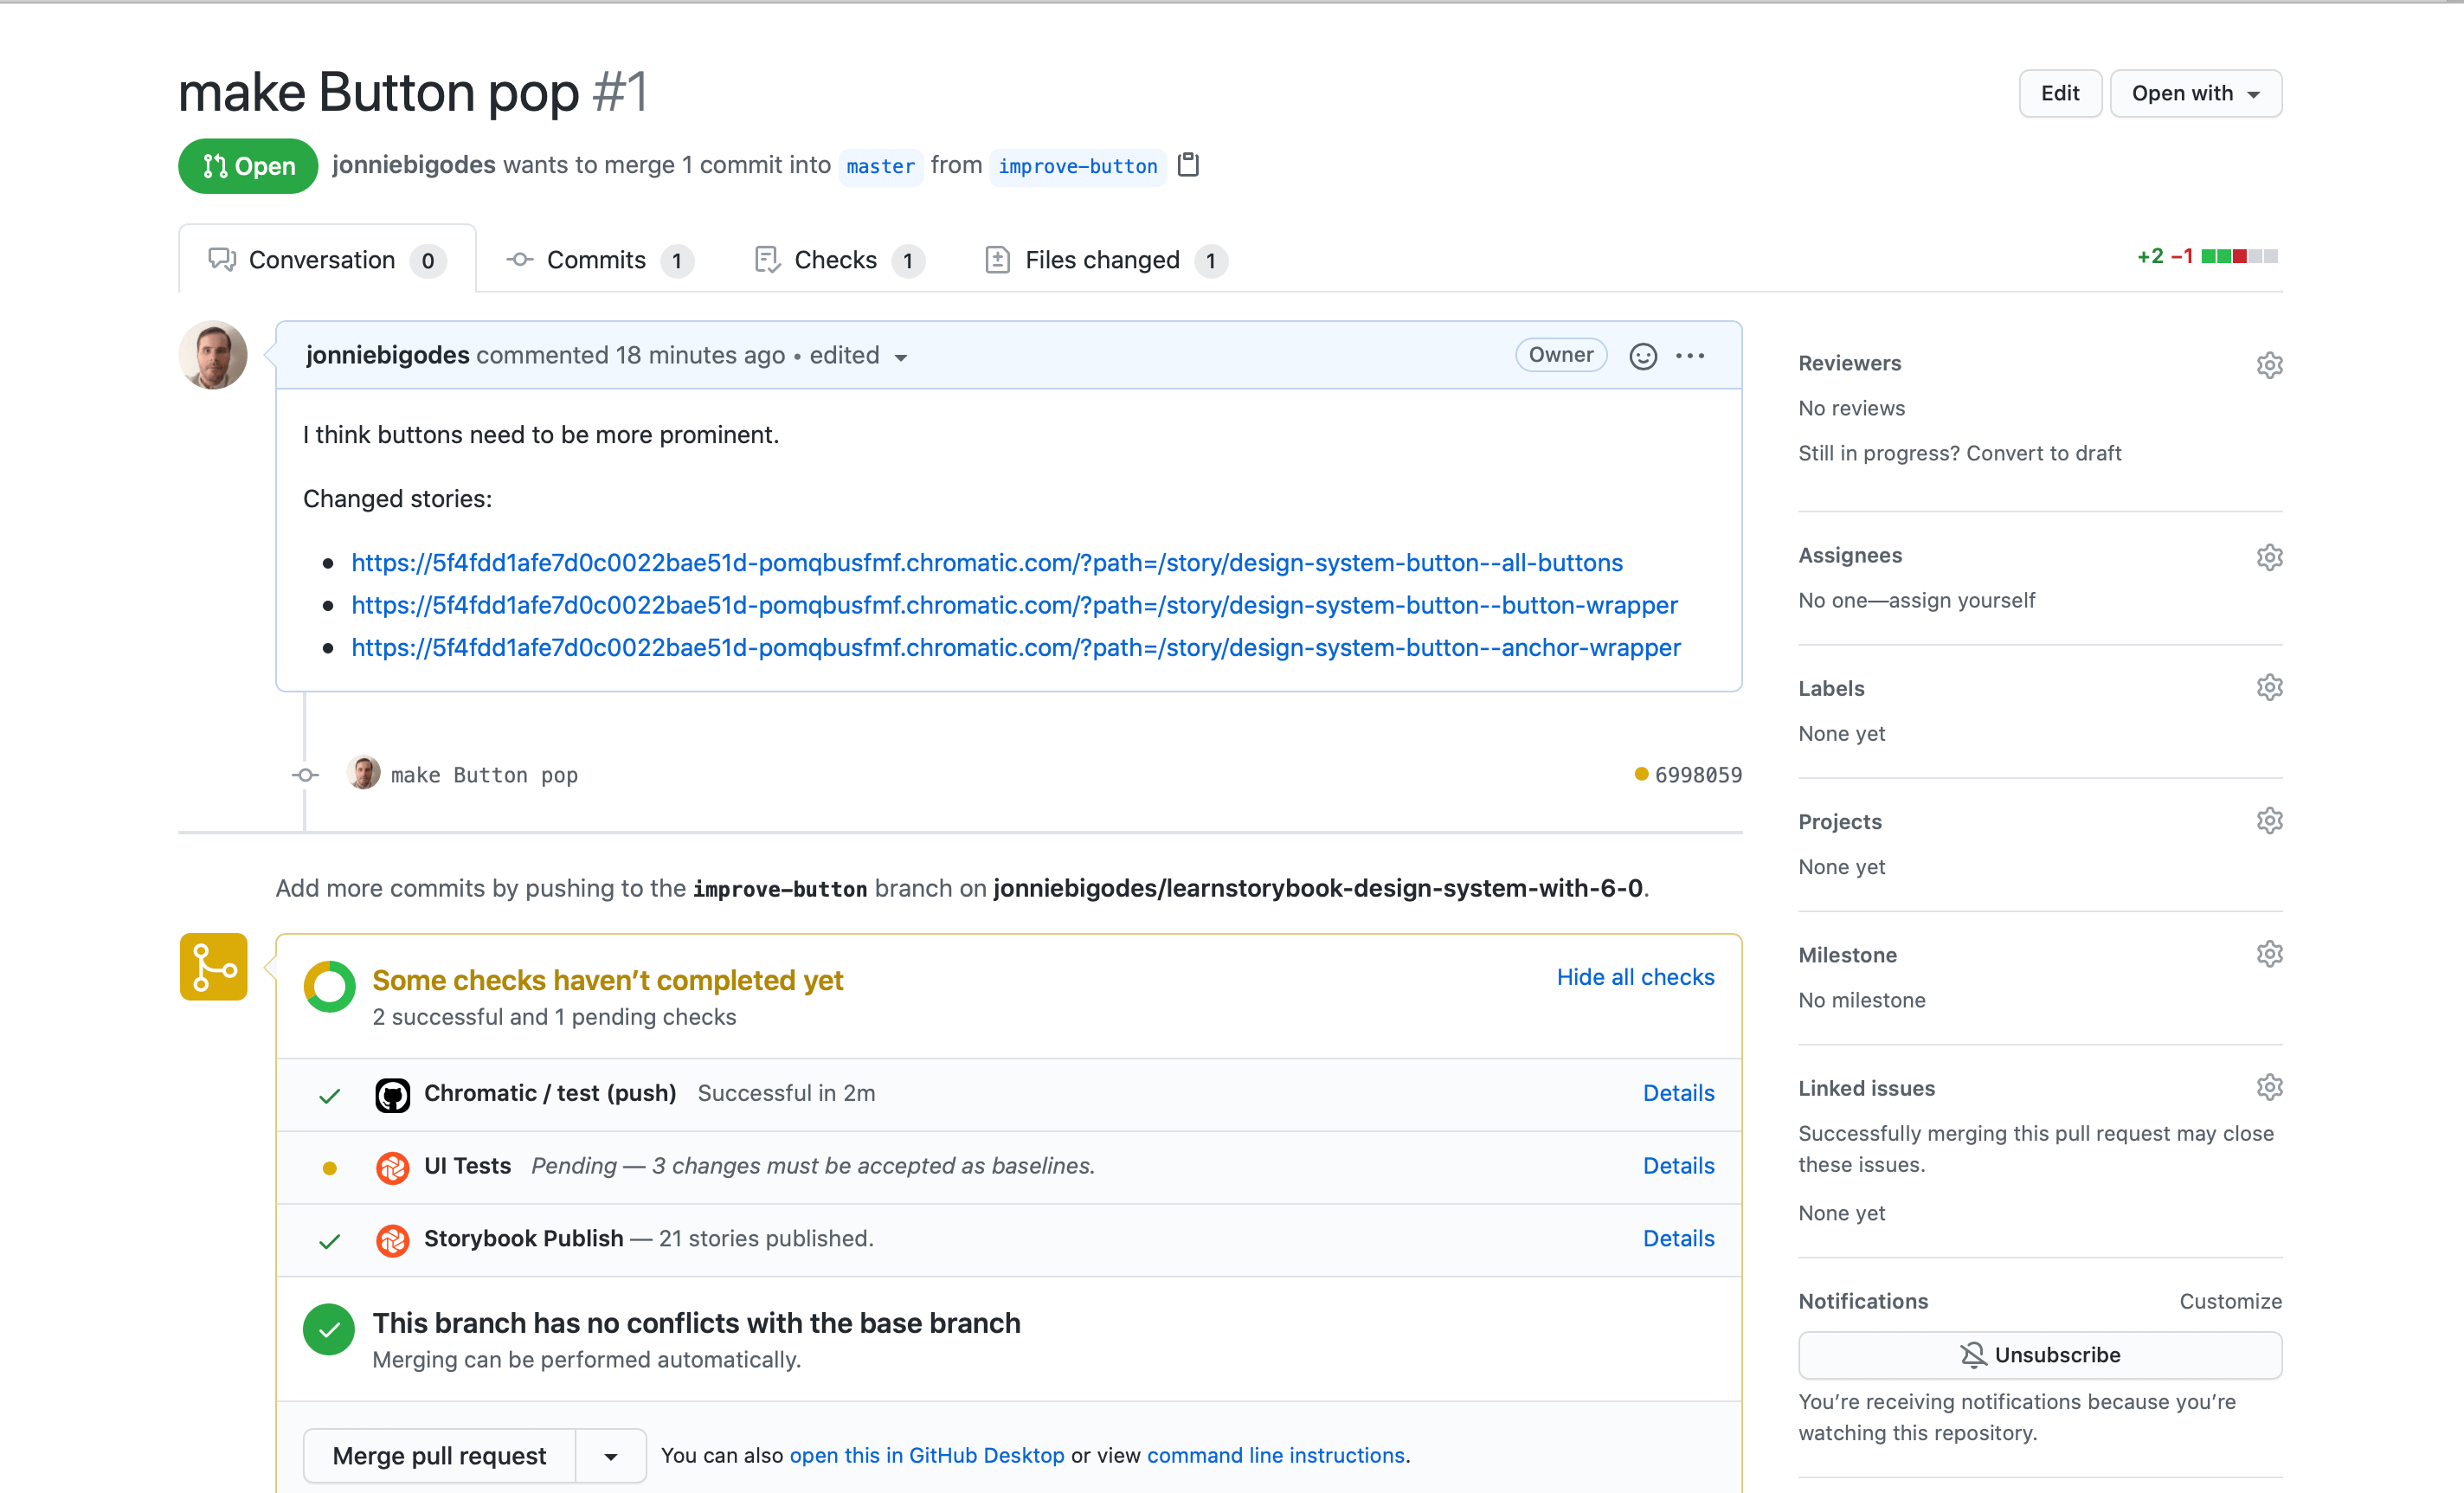 make Button pop #1
Edit
Open with
Open
jonniebigodes wants to merge 1 commit into master from improve-button
Conversation 0
Commits 1
Checks 1
Files changed 1
+2 −1
jonniebigodes commented 18 minutes ago • edited
Owner
I think buttons need to be more prominent.
Changed stories:
• https://5f4fdd1afe7d0c0022bae51d-pomqbusfmf.chromatic.com/?path=/story/design-system-button--all-buttons
• https://5f4fdd1afe7d0c0022bae51d-pomqbusfmf.chromatic.com/?path=/story/design-system-button--button-wrapper
• https://5f4fdd1afe7d0c0022bae51d-pomqbusfmf.chromatic.com/?path=/story/design-system-button--anchor-wrapper
make Button pop
6998059
Add more commits by pushing to the improve-button branch on jonniebigodes/learnstorybook-design-system-with-6-0.
Some checks haven’t completed yet
Hide all checks
2 successful and 1 pending checks
Chromatic / test (push) Successful in 2m
Details
UI Tests Pending — 3 changes must be accepted as baselines.
Details
Storybook Publish — 21 stories published.
Details
This branch has no conflicts with the base branch
Merging can be performed automatically.
Merge pull request
You can also open this in GitHub Desktop or view command line instructions.
Reviewers
No reviews
Still in progress? Convert to draft
Assignees
No one—assign yourself
Labels
None yet
Projects
None yet
Milestone
No milestone
Linked issues
Successfully merging this pull request may close
these issues.
None yet
Notifications
Customize
Unsubscribe
You’re receiving notifications because you’re
watching this repository.